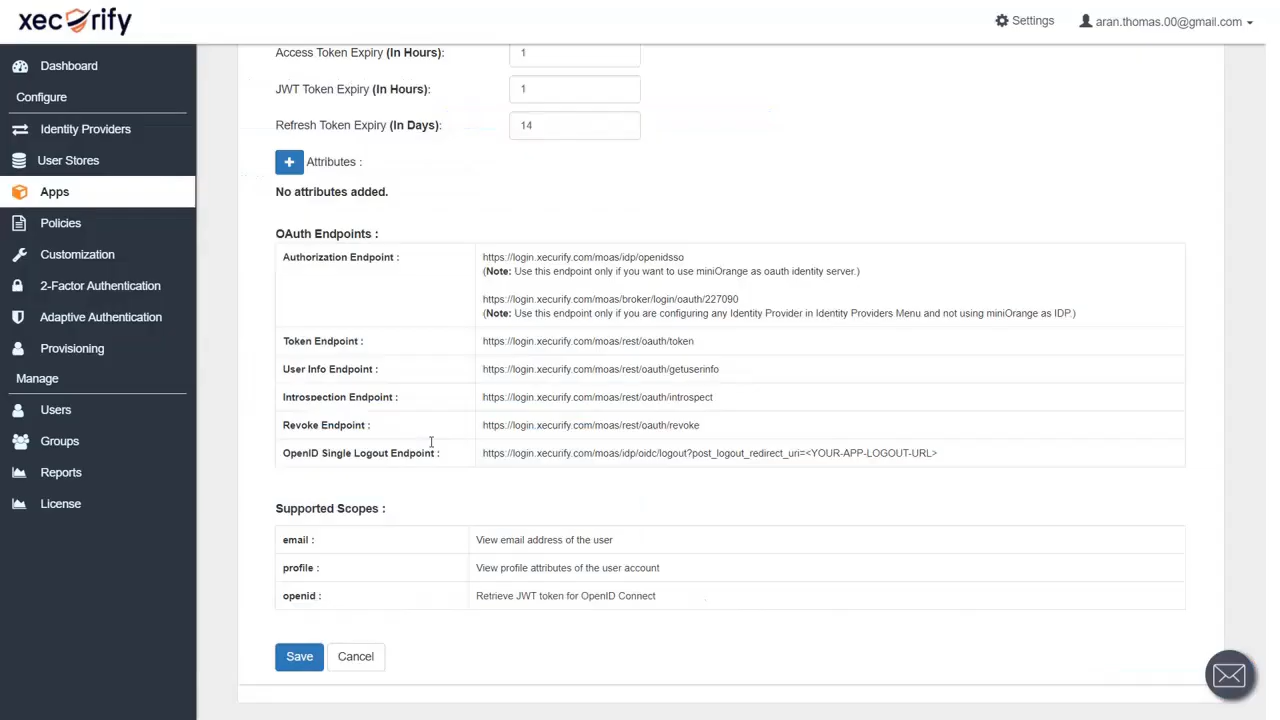 xecurify
Settings
aran.thomas.00@gmail.com
Dashboard
Configure
Identity Providers
User Stores
Apps
Policies
Customization
2-Factor Authentication
Adaptive Authentication
Provisioning
Manage
Users
Groups
Reports
License
Access Token Expiry (In Hours): 1
JWT Token Expiry (In Hours): 1
Refresh Token Expiry (In Days): 14
+ Attributes :
No attributes added.
OAuth Endpoints :
Authorization Endpoint : https://login.xecurify.com/moas/idp/openidsso
(Note: Use this endpoint only if you want to use miniOrange as oauth identity server.)
https://login.xecurify.com/moas/broker/login/oauth/227090
(Note: Use this endpoint only if you are configuring any Identity Provider in Identity Providers Menu and not using miniOrange as IDP.)
Token Endpoint : https://login.xecurify.com/moas/rest/oauth/token
User Info Endpoint : https://login.xecurify.com/moas/rest/oauth/getuserinfo
Introspection Endpoint : https://login.xecurify.com/moas/rest/oauth/introspect
Revoke Endpoint : https://login.xecurify.com/moas/rest/oauth/revoke
OpenID Single Logout Endpoint : https://login.xecurify.com/moas/idp/oidc/logout?post_logout_redirect_uri=<YOUR-APP-LOGOUT-URL>
Supported Scopes :
email : View email address of the user
profile : View profile attributes of the user account
openid : Retrieve JWT token for OpenID Connect
Save Cancel